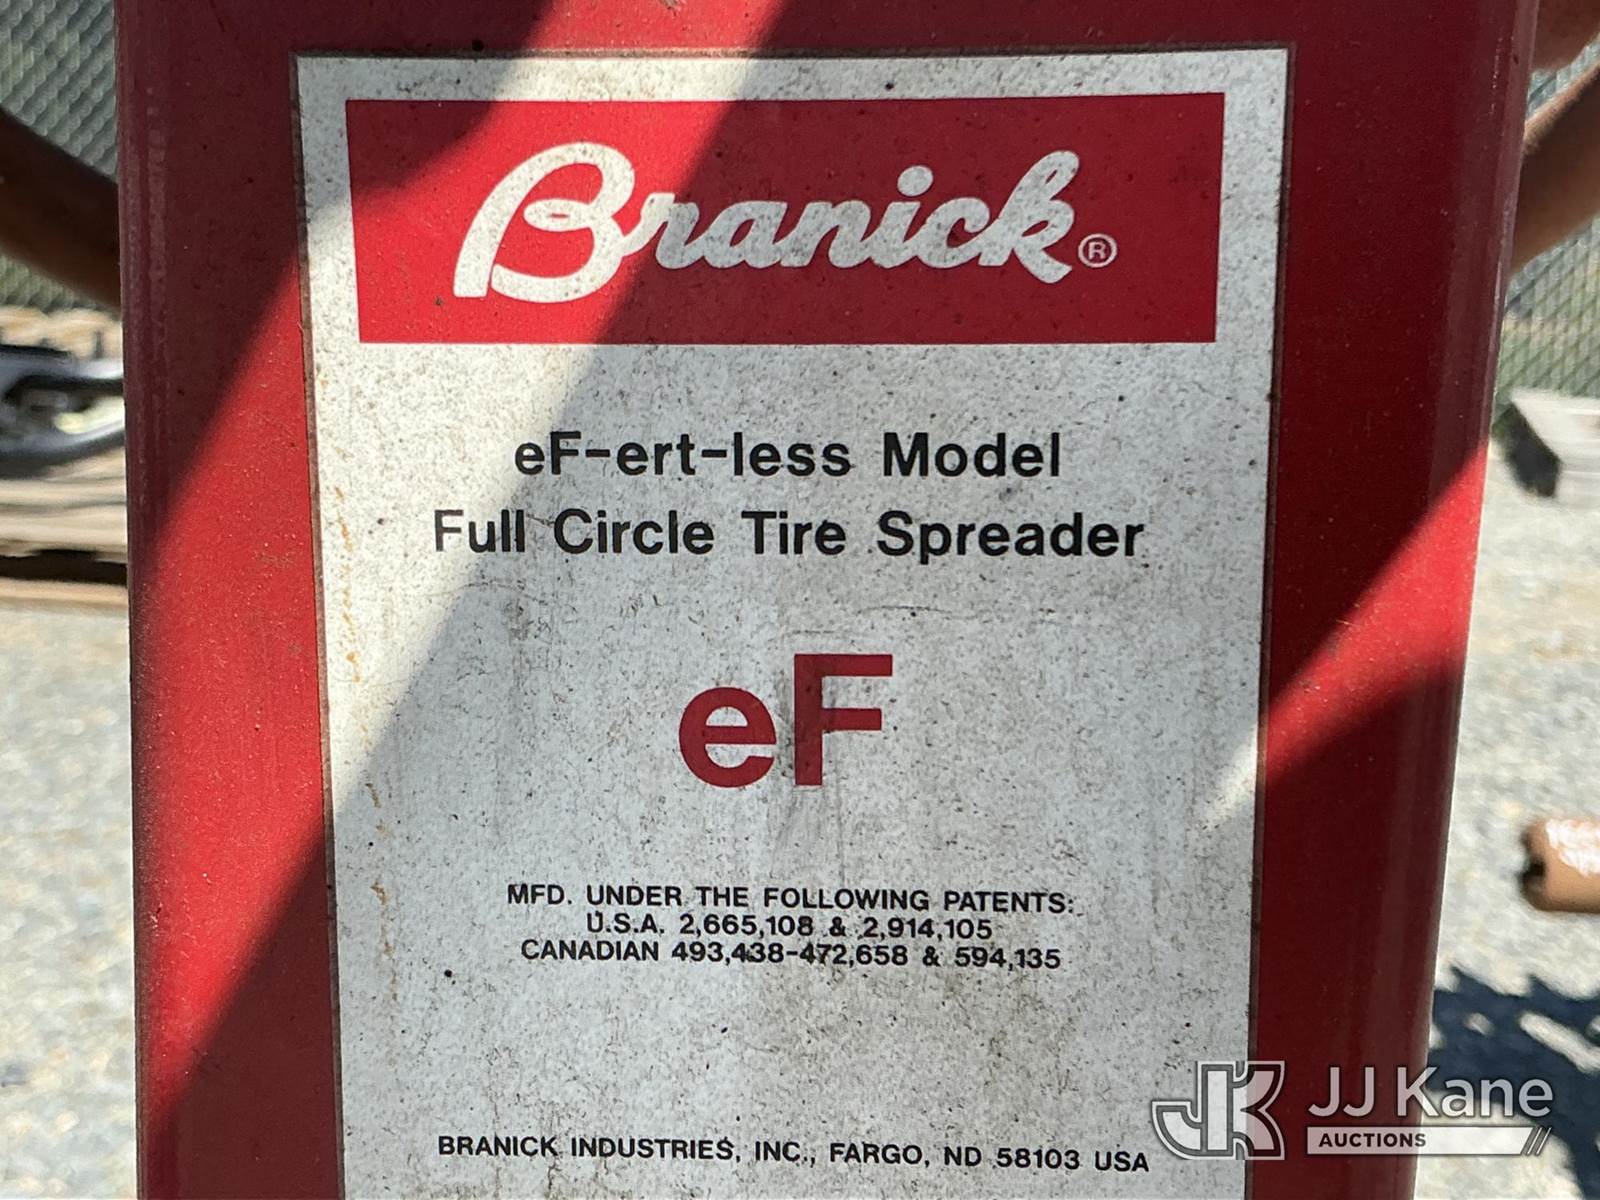 Branick®
eF-ert-less Model
Full Circle Tire Spreader
eF
MFD. UNDER THE FOLLOWING PATENTS:
U.S.A. 2,665,108 & 2,914,105
CANADIAN 493,438-472,658 & 594,135
BRANICK INDUSTRIES, INC., FARGO, ND 58103 USA
JK JJ Kane
AUCTIONS